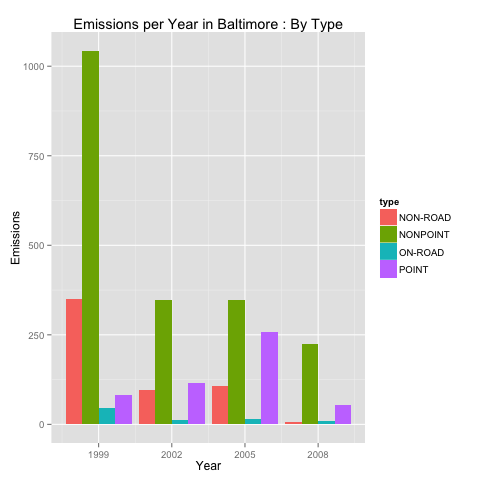 Emissions per Year in Baltimore : By Type
Emissions
1000
750
500
250
0
1999 2002 2005 2008
Year
type
NON-ROAD
NONPOINT
ON-ROAD
POINT